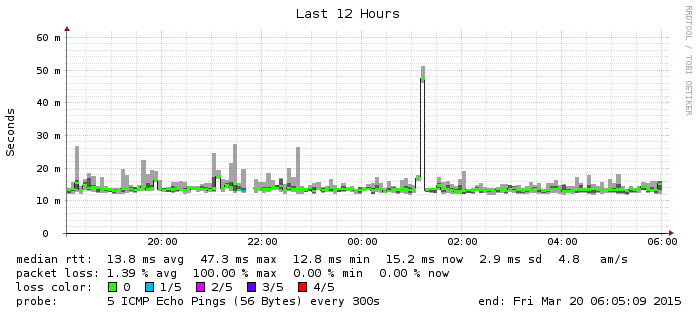 Last 12 Hours
RRDTOOL / TOBI OETIKER
Seconds
60 m
50 m
40 m
30 m
20 m
10 m
0
20:00 22:00 00:00 02:00 04:00 06:00
median rtt: 13.8 ms avg 47.3 ms max 12.8 ms min 15.2 ms now 2.9 ms sd 4.8 am/s
packet loss: 1.39 % avg 100.00 % max 0.00 % min 0.00 % now
loss color: 0 1/5 2/5 3/5 4/5
probe: 5 ICMP Echo Pings (56 Bytes) every 300s end: Fri Mar 20 06:05:09 2015